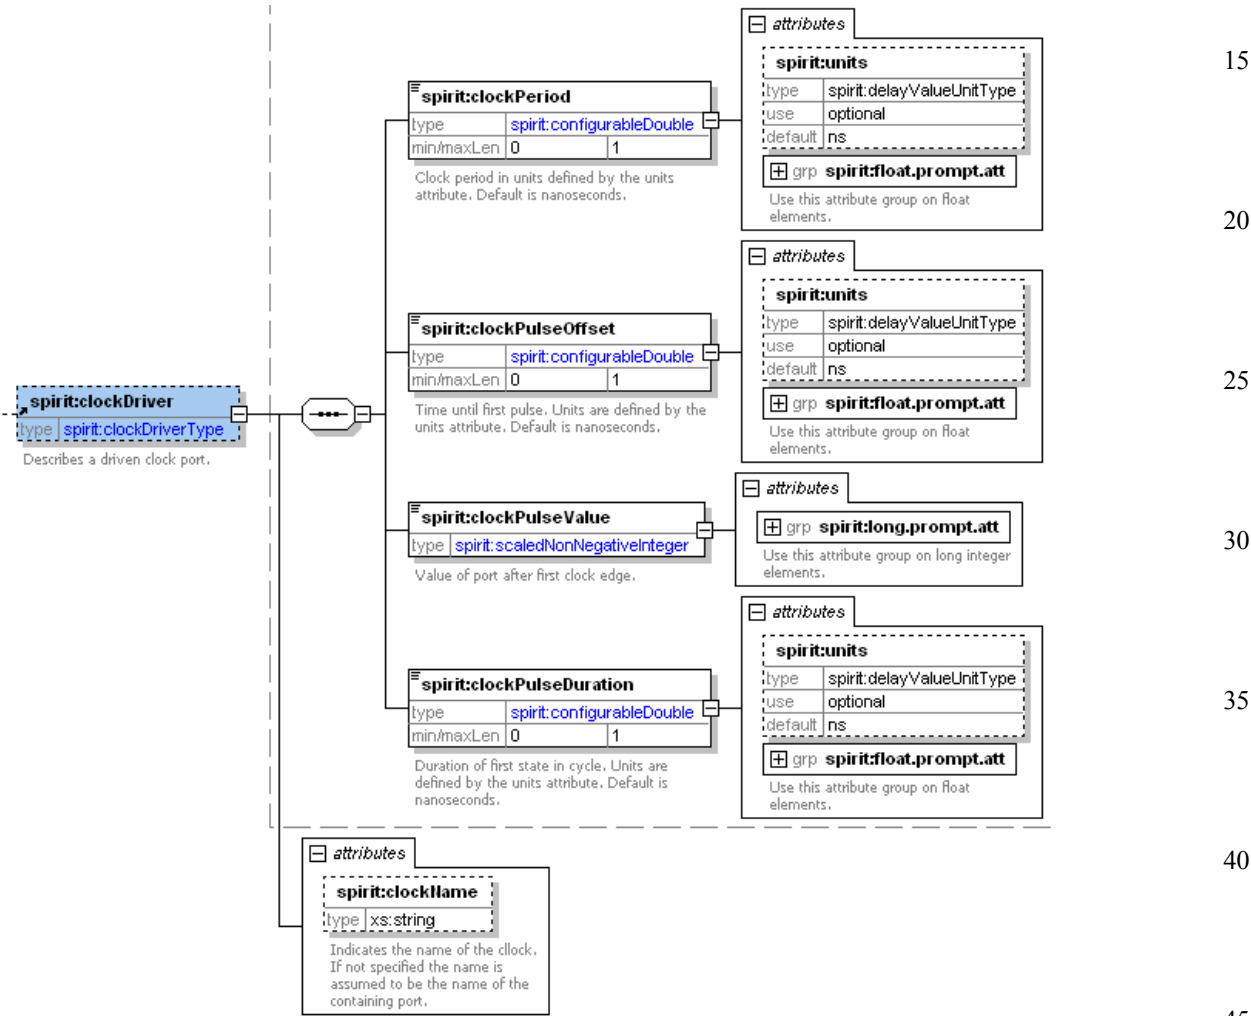 attributes
spirit:units
15
type spirit:delayValueUnitType
use optional
default ns
grp spirit:float.prompt.att
Use this attribute group on float
elements.
20
spirit:clockPeriod
type spirit:configurableDouble
min/maxLen 0 1
Clock period in units defined by the units
attribute. Default is nanoseconds.
attributes
spirit:units
type spirit:delayValueUnitType
use optional
default ns
25
grp spirit:float.prompt.att
Use this attribute group on float
elements.
spirit:clockPulseOffset
type spirit:configurableDouble
min/maxLen 0 1
Time until first pulse. Units are defined by the
units attribute. Default is nanoseconds.
spirit:clockDriver
type spirit:clockDriverType
Describes a driven clock port.
attributes
grp spirit:long.prompt.att
30
Use this attribute group on long integer
elements.
spirit:clockPulseValue
type spirit:scaledNonNegativeInteger
Value of port after first clock edge.
attributes
spirit:units
type spirit:delayValueUnitType
use optional
35
default ns
grp spirit:float.prompt.att
Use this attribute group on float
elements.
spirit:clockPulseDuration
type spirit:configurableDouble
min/maxLen 0 1
Duration of first state in cycle. Units are
defined by the units attribute. Default is
nanoseconds.
attributes
40
spirit:clockName
type xs:string
Indicates the name of the cllock.
If not specified the name is
assumed to be the name of the
containing port.